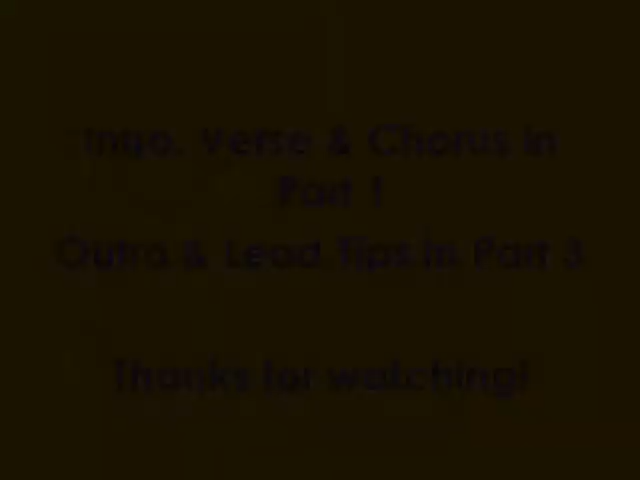 Intro, Verse & Chorus in
Part 1
Outro & Lead Tips in Part 3
Thanks for watching!